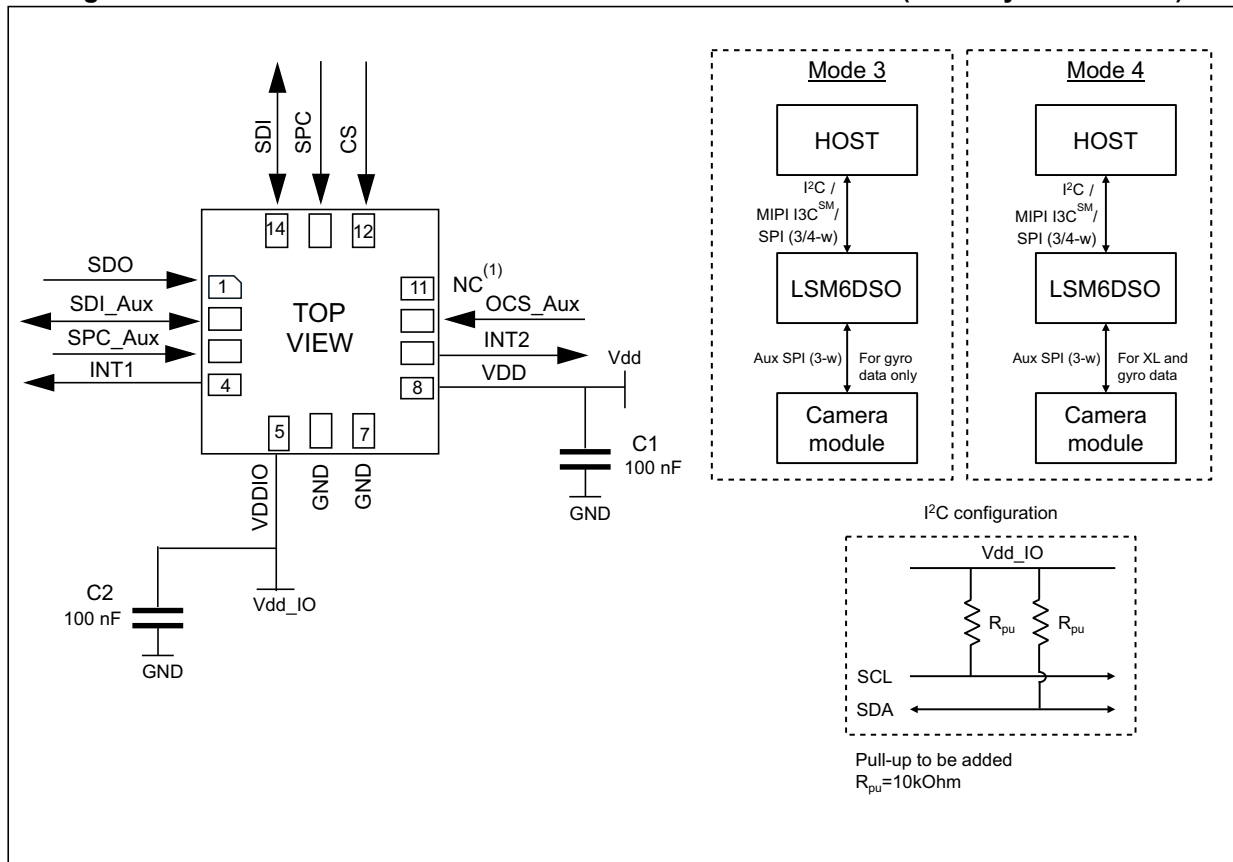 SDI
SPC
CS
14
12
SDO
1
11
NC(1)
SDI_Aux
TOP
VIEW
OCS_Aux
SPC_Aux
INT2
INT1
4
8
VDD
Vdd
5
7
VDDIO
GND
GND
C1
100 nF
GND
C2
100 nF
GND
Vdd_IO
Mode 3
HOST
I²C /
MIPI I3CSM/
SPI (3/4-w)
LSM6DSO
Aux SPI (3-w)
For gyro
data only
Camera
module
Mode 4
HOST
I²C /
MIPI I3CSM/
SPI (3/4-w)
LSM6DSO
Aux SPI (3-w)
For XL and
gyro data
Camera
module
I²C configuration
Vdd_IO
Rpu
Rpu
SCL
SDA
Pull-up to be added
Rpu=10kOhm